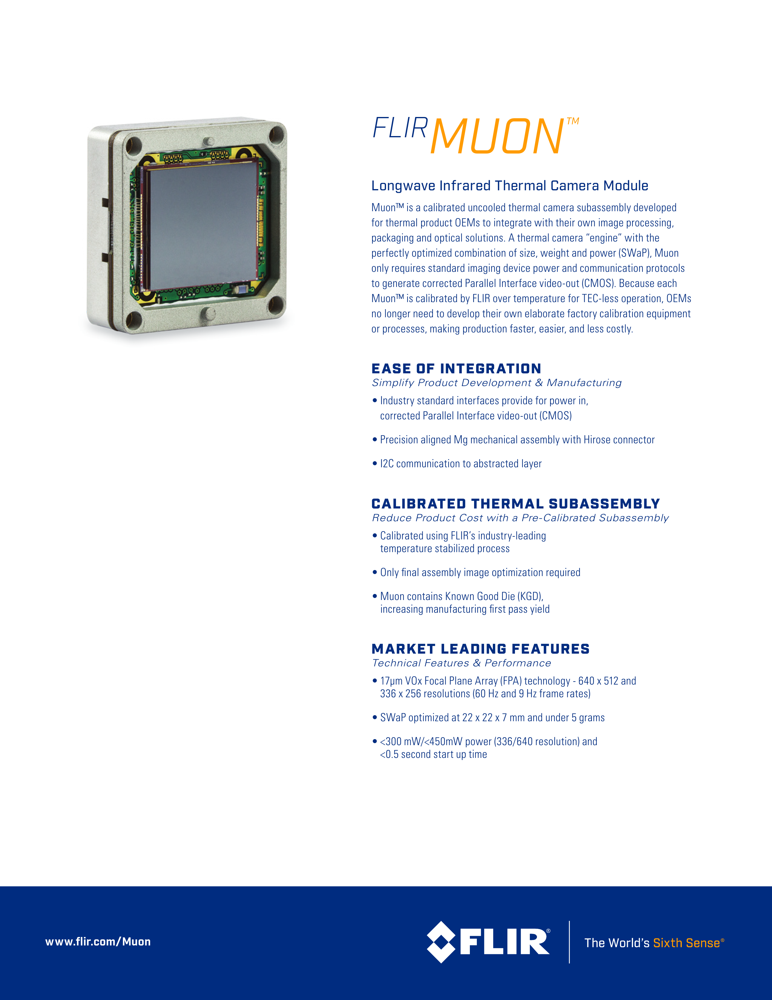 FLIR MUON™
Longwave Infrared Thermal Camera Module
Muon™ is a calibrated uncooled thermal camera subassembly developed
for thermal product OEMs to integrate with their own image processing,
packaging and optical solutions. A thermal camera “engine” with the
perfectly optimized combination of size, weight and power (SWaP), Muon
only requires standard imaging device power and communication protocols
to generate corrected Parallel Interface video-out (CMOS). Because each
Muon™ is calibrated by FLIR over temperature for TEC-less operation, OEMs
no longer need to develop their own elaborate factory calibration equipment
or processes, making production faster, easier, and less costly.
EASE OF INTEGRATION
Simplify Product Development & Manufacturing
• Industry standard interfaces provide for power in,
corrected Parallel Interface video-out (CMOS)
• Precision aligned Mg mechanical assembly with Hirose connector
• I2C communication to abstracted layer
CALIBRATED THERMAL SUBASSEMBLY
Reduce Product Cost with a Pre-Calibrated Subassembly
• Calibrated using FLIR’s industry-leading
temperature stabilized process
• Only final assembly image optimization required
• Muon contains Known Good Die (KGD),
increasing manufacturing first pass yield
MARKET LEADING FEATURES
Technical Features & Performance
• 17µm VOx Focal Plane Array (FPA) technology - 640 x 512 and
336 x 256 resolutions (60 Hz and 9 Hz frame rates)
• SWaP optimized at 22 x 22 x 7 mm and under 5 grams
• <300 mW/<450mW power (336/640 resolution) and
<0.5 second start up time
www.flir.com/Muon
FLIR®
The World’s Sixth Sense®